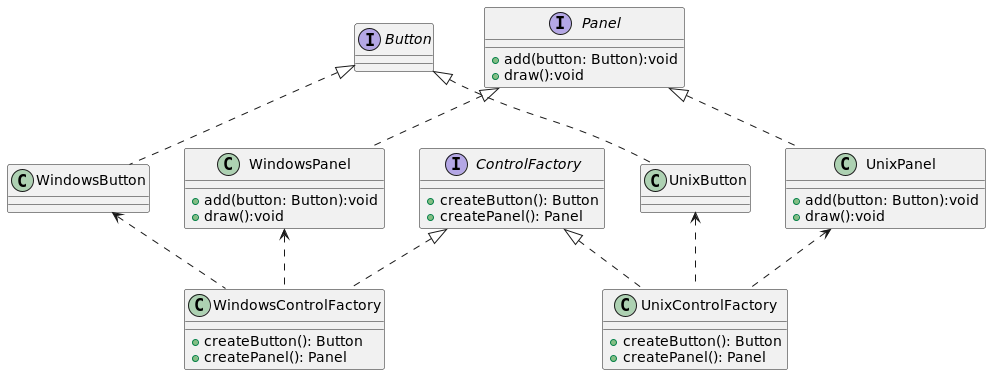 I Button
I Panel
+ add(button: Button):void
+ draw():void
C WindowsButton
C WindowsPanel
add(button: Button):void
draw():void
I ControlFactory
createButton(): Button
createPanel(): Panel
C UnixButton
C UnixPanel
add(button: Button):void
draw():void
C WindowsControlFactory
createButton(): Button
createPanel(): Panel
C UnixControlFactory
createButton(): Button
createPanel(): Panel